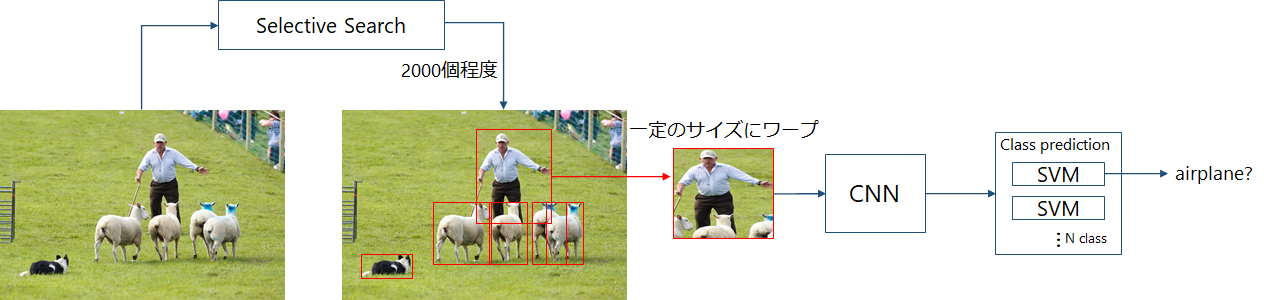 Selective Search
2000個程度
一定のサイズにワープ
CNN
Class prediction
SVM
SVM
⋮ N class
airplane?